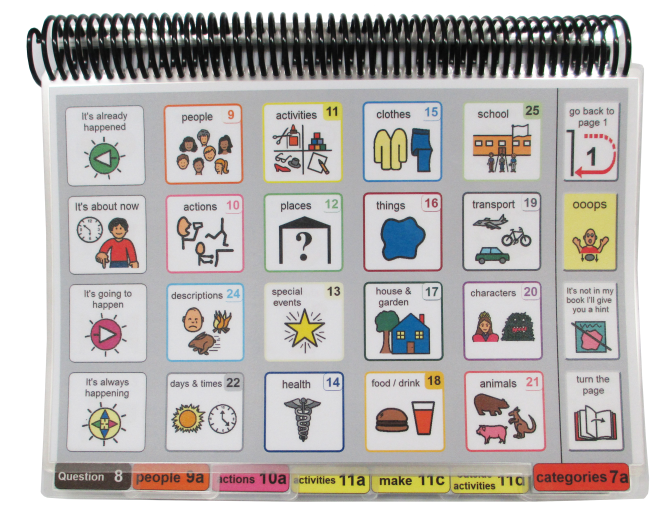 It's already
happened
people 9
activities 11
clothes 15
school 25
go back to
page 1
1
It's about now
actions 10
places 12
?
things 16
transport 19
ooops
It's going to
happen
descriptions 24
special
events 13
house &
garden 17
characters 20
It's not in my
book I'll give
you a hint
It's always
happening
days & times 22
health 14
food / drink 18
animals 21
turn the
page
Question 8
people 9a
actions 10a
activities 11a
make 11c
activities 11d
categories 7a